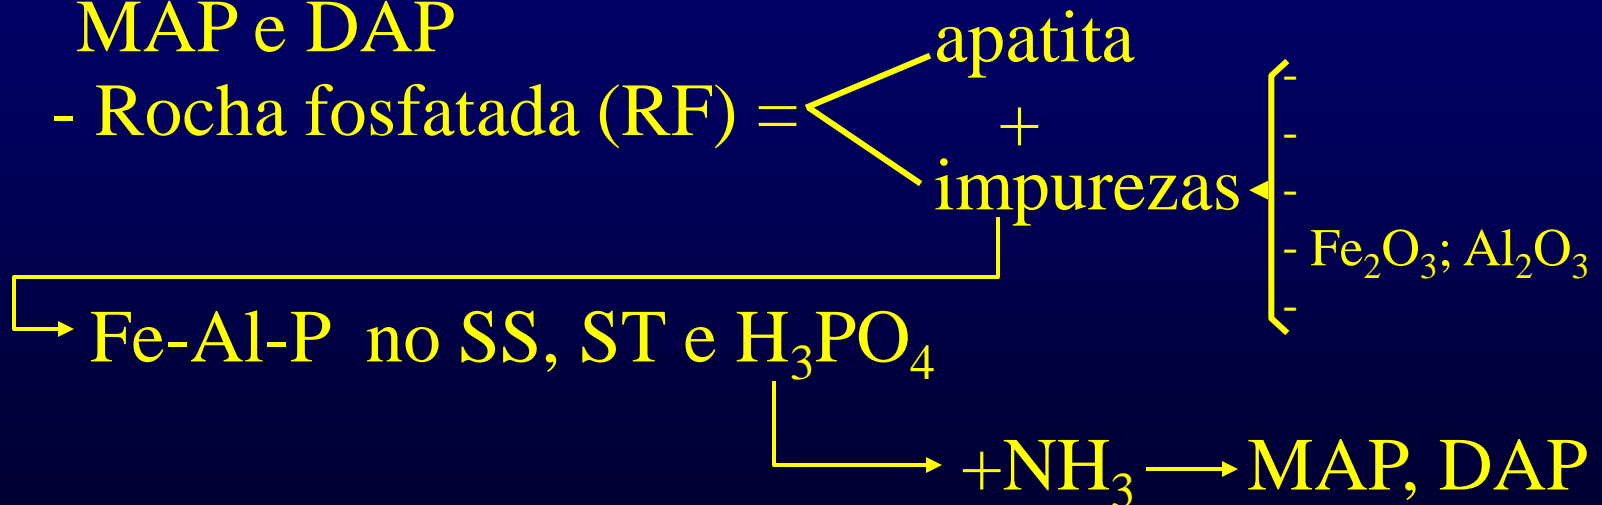 MAP e DAP
apatita
- Rocha fosfatada (RF) =
+
impurezas
-
-
-
- Fe₂O₃; Al₂O₃
-
Fe-Al-P no SS, ST e H₃PO₄
+NH₃ → MAP, DAP